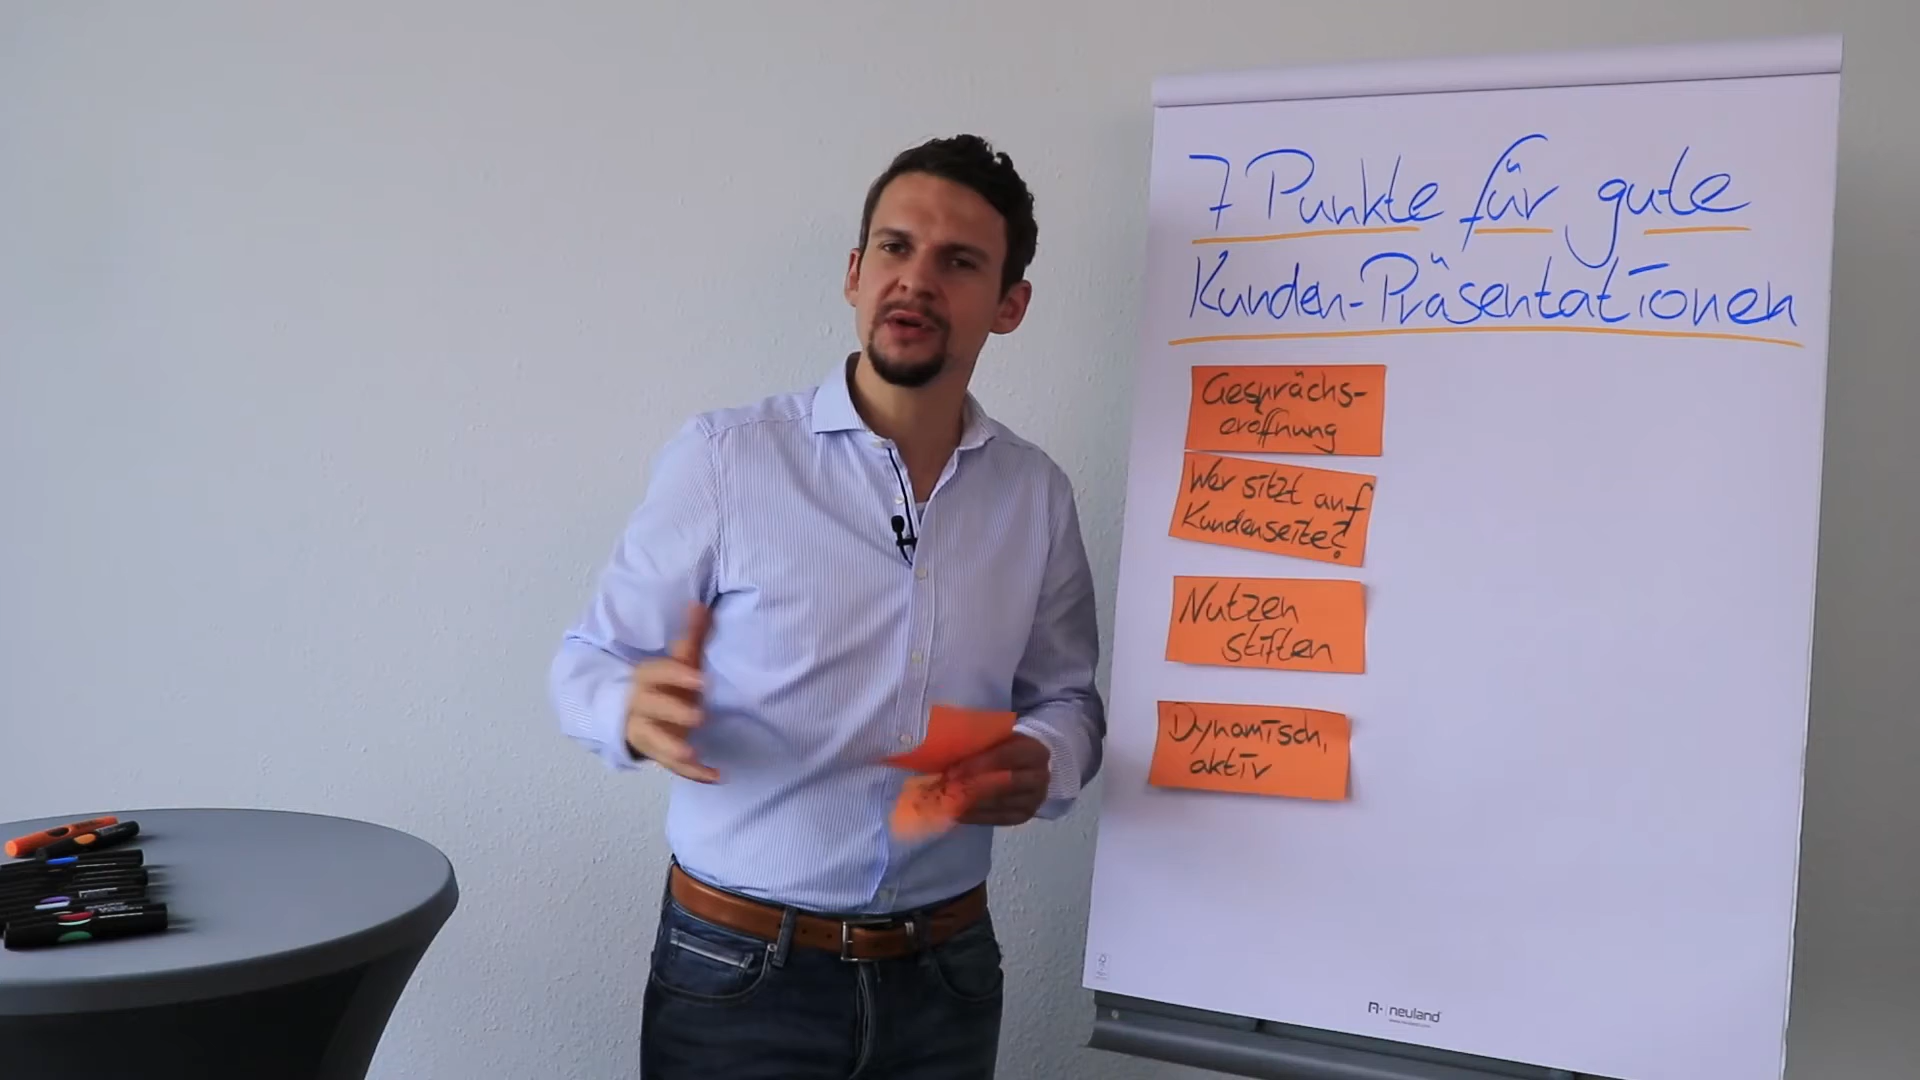 7 Punkte für gute
Kunden-Präsentationen
Gesprächs-
eröffnung
Wer sitzt auf
Kundenseite?
Nutzen
stiften
Dynamisch,
aktiv
neuland